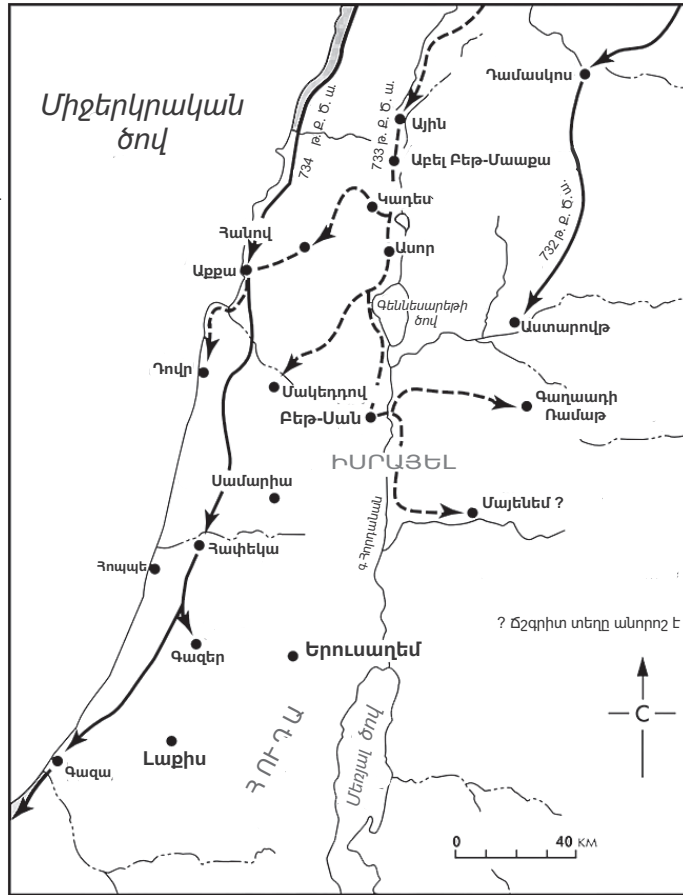 Միջերկրական
ծով
734 թ. Ք. Ծ. ա.
733 թ. Ք. Ծ. ա.
732 թ. Ք. Ծ. ա.
Դամասկոս
Ային
Աբել Բեթ-Մաաքա
Կադես
Հանով
Ասոր
Աքքա
Գեննեսարեթի
ծով
Աստարովթ
Դովր
Մակեդդով
Գաղաադի
Ռամաթ
Բեթ-Սան
ԻՍՐԱՅԵԼ
Սամարիա
Մայենեմ ?
գ. Հորդանան
Հափեկա
Հոպպե
? Ճշգրիտ տեղը անորոշ է
Գազեր
Երուսաղեմ
ՀՈՒԴԱ
Մեռյալ ծով
Լաքիս
Գազա
C
0 40 КМ